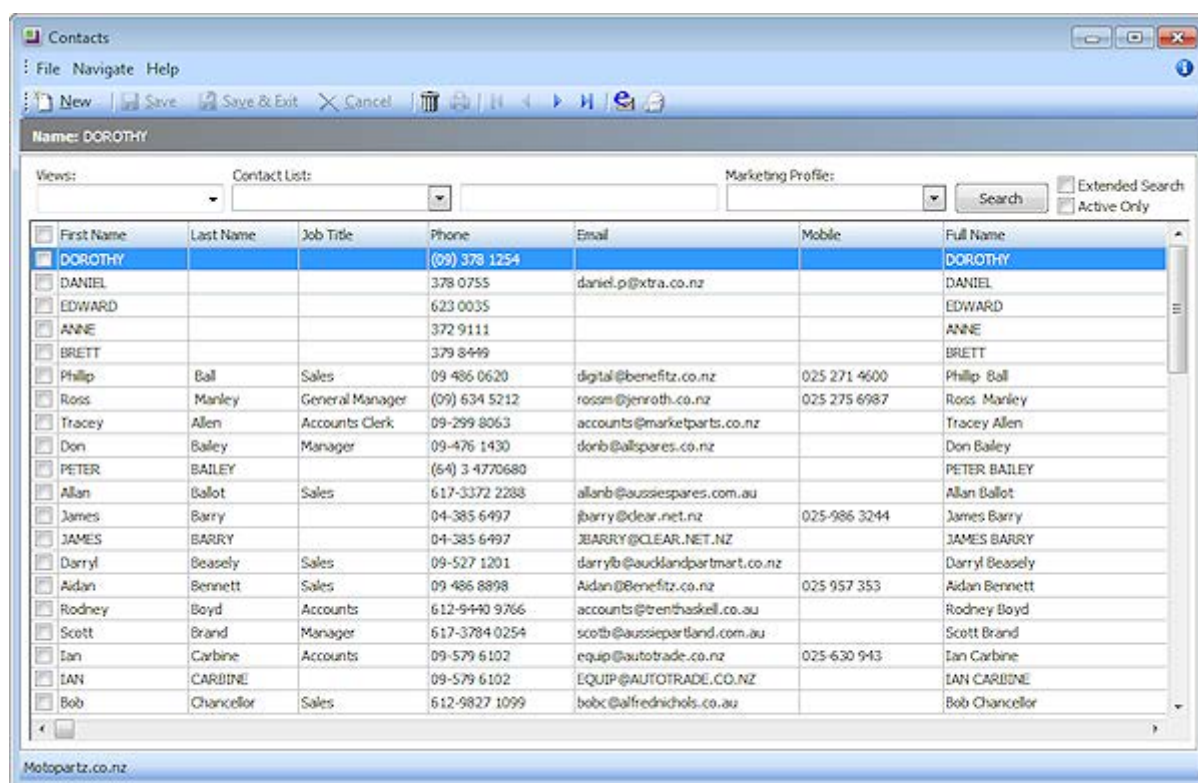 Contacts
File Navigate Help
New Save Save & Exit Cancel
Name: DOROTHY
Views: Contact List: Marketing Profile:
Search Extended Search
Active Only
First Name Last Name Job Title Phone Email Mobile Full Name
DOROTHY (09) 378 1254 DOROTHY
DANIEL 378 0755 daniel.p@xtra.co.nz DANIEL
EDWARD 623 0035 EDWARD
ANNE 372 9111 ANNE
BRETT 379 8449 BRETT
Philip Ball Sales 09 486 0620 digital@benefitz.co.nz 025 271 4600 Philip Ball
Ross Manley General Manager (09) 634 5212 rossm@jenroth.co.nz 025 275 6987 Ross Manley
Tracey Allen Accounts Clerk 09-299 8063 accounts@marketparts.co.nz Tracey Allen
Don Bailey Manager 09-476 1430 donb@allspares.co.nz Don Bailey
PETER BAILEY (64) 3 4770680 PETER BAILEY
Allan Ballot Sales 617-3372 2288 allanb@aussiespares.com.au Allan Ballot
James Barry 04-385 6497 jbarry@clear.net.nz 025-986 3244 James Barry
JAMES BARRY 04-385 6497 JBARRY@CLEAR.NET.NZ JAMES BARRY
Darryl Beasely Sales 09-527 1201 darrylb@aucklandpartmart.co.nz Darryl Beasely
Aidan Bennett Sales 09 486 8898 Aidan@Benefitz.co.nz 025 957 353 Aidan Bennett
Rodney Boyd Accounts 612-9440 9766 accounts@trenthaskell.co.au Rodney Boyd
Scott Brand Manager 617-3784 0254 scottb@aussiepartland.com.au Scott Brand
Ian Carbine Accounts 09-579 6102 equip@autotrade.co.nz 025-630 943 Ian Carbine
IAN CARBINE 09-579 6102 EQUIP@AUTOTRADE.CO.NZ IAN CARBINE
Bob Chancellor Sales 612-9827 1099 bobc@alfrednichols.co.au Bob Chancellor
Motopartz.co.nz